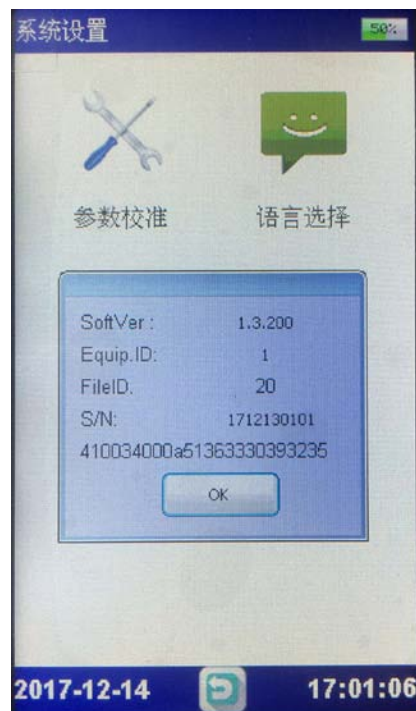 系统设置 50%
参数校准 语言选择
SoftVer : 1.3.200
Equip.ID: 1
FileID. 20
S/N: 1712130101
410034000a51363330393235
OK
2017-12-14 17:01:06